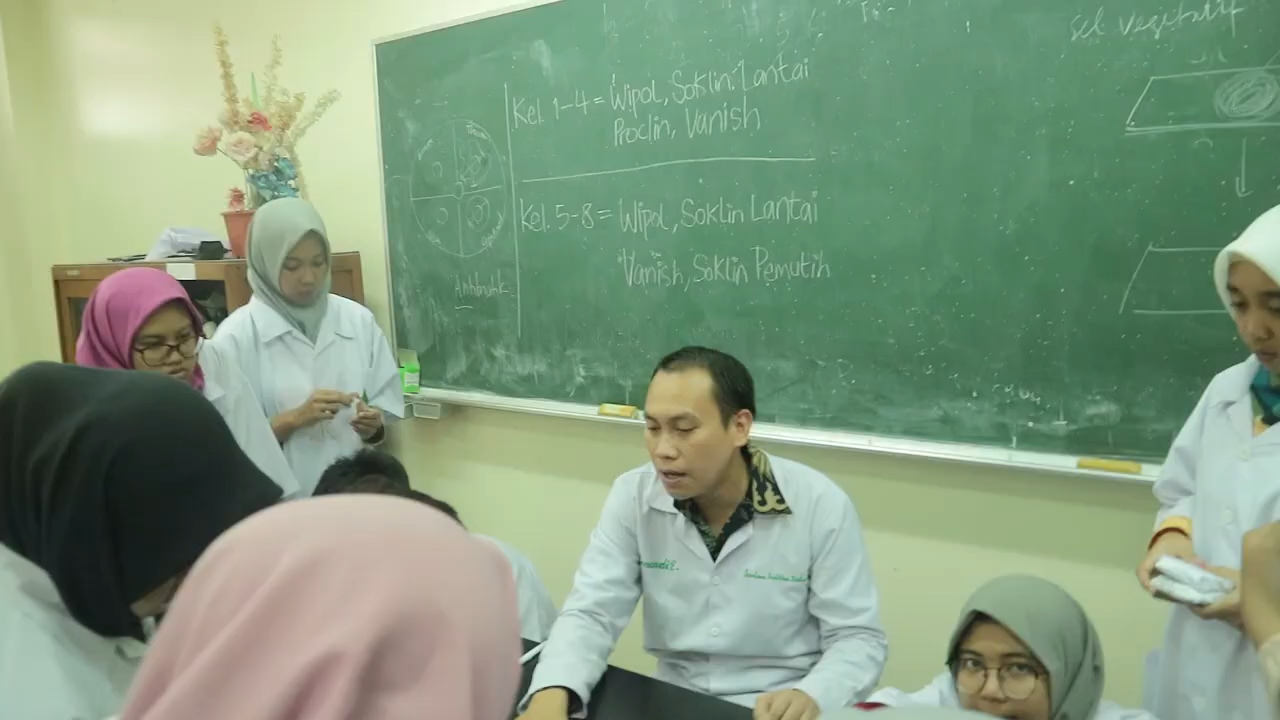 Kel. 1-4 = Wipol, Soklin Lantai
Proclin, Vanish
Kel. 5-8 = Wipol, Soklin Lantai
Vanish, Soklin Pemutih
sel vegetatif